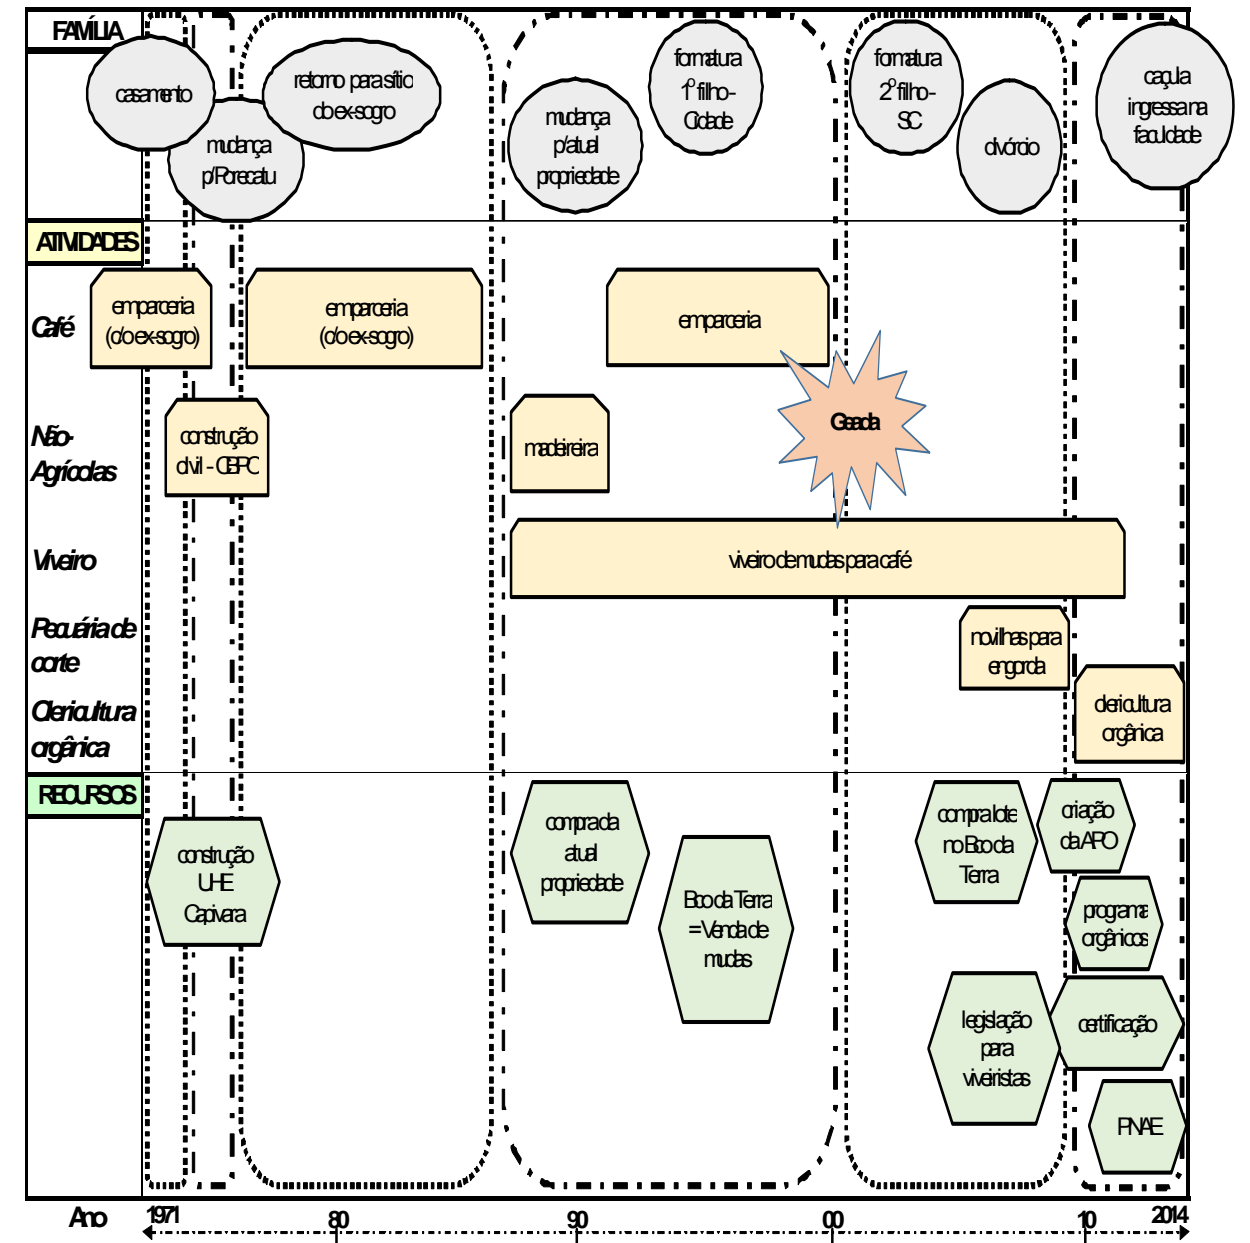 FAMÍLIA
casamento
mudança
p/Porecatu
retorno para sítio
do ex-sogro
mudança
p/atual
propriedade
formatura
1º filho -
Cidade
formatura
2º filho -
SC
divórcio
caçula
ingressa na
faculdade
ATIVIDADES
Café
em parceria
(c/o ex-sogro)
em parceria
(c/o ex-sogro)
em parceria
Geada
Não-
Agrícolas
construção
civil - CBPO
madeireira
Viveiro
viveiro de mudas para café
Pecuária de
corte
novilhas para
engorda
Olericultura
orgânica
olericultura
orgânica
RECURSOS
construção
UHE
Capivara
compra da
atual
propriedade
Bco da Terra
= Venda de
mudas
compra lote
no Bco da
Terra
criação
da APO
programa
orgânicos
legislação
para
viveiristas
certificação
PNAE
Ano 1971 80 90 00 10 2014